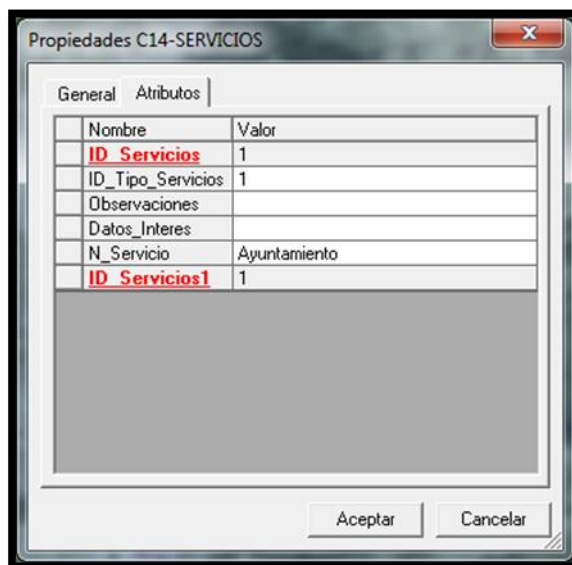 Propiedades C14-SERVICIOS
General Atributos
Nombre Valor
ID_Servicios 1
ID_Tipo_Servicios 1
Observaciones
Datos_Interes
N_Servicio Ayuntamiento
ID_Servicios1 1
Aceptar Cancelar